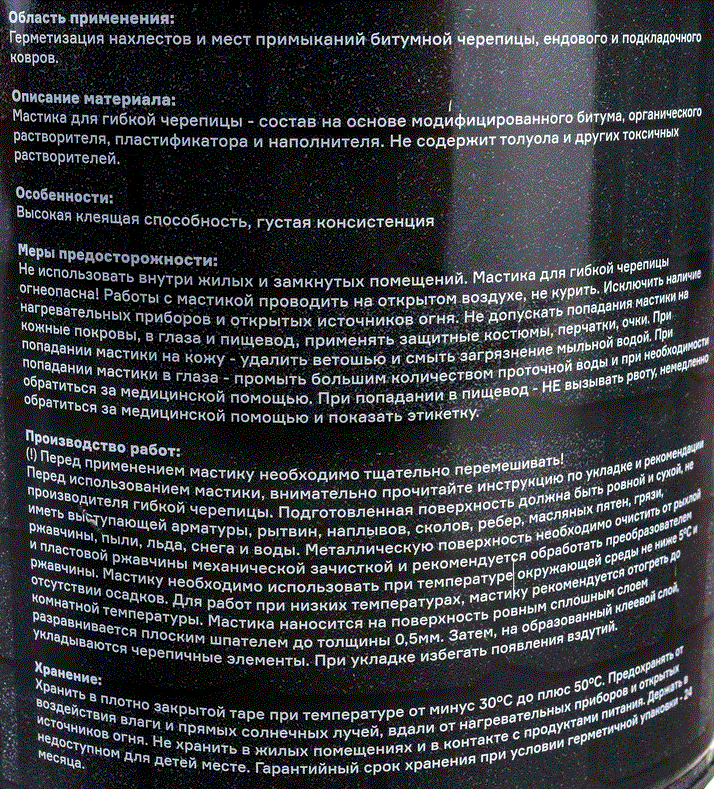 Область применения:
Герметизация нахлестов и мест примыканий битумной черепицы, ендового и подкладочного
ковров.
Описание материала:
Мастика для гибкой черепицы - состав на основе модифицированного битума, органического
растворителя, пластификатора и наполнителя. Не содержит толуола и других токсичных
растворителей.
Особенности:
Высокая клеящая способность, густая консистенция
Меры предосторожности:
Не использовать внутри жилых и замкнутых помещений. Мастика для гибкой черепицы
огнеопасна! Работы с мастикой проводить на открытом воздухе, не курить. Исключить наличие
нагревательных приборов и открытых источников огня. Не допускать попадания мастики на
кожные покровы, в глаза и пищевод, применять защитные костюмы, перчатки, очки. При
попадании мастики на кожу - удалить ветошью и смыть загрязнение мыльной водой. При
попадании мастики в глаза - промыть большим количеством проточной воды и при необходимости
обратиться за медицинской помощью. При попадании в пищевод - НЕ вызывать рвоту, немедленно
обратиться за медицинской помощью и показать этикетку.
Производство работ:
(!) Перед применением мастику необходимо тщательно перемешивать!
Перед использованием мастики, внимательно прочитайте инструкцию по укладке и рекомендации
производителя гибкой черепицы. Подготовленная поверхность должна быть ровной и сухой, не
иметь выступающей арматуры, рытвин, наплывов, сколов, ребер, масляных пятен, грязи,
ржавчины, пыли, льда, снега и воды. Металлическую поверхность необходимо очистить от рыхлой
и пластовой ржавчины механической зачисткой и рекомендуется обработать преобразователем
ржавчины. Мастику необходимо использовать при температуре окружающей среды не ниже 5°С и
отсутствии осадков. Для работ при низких температурах, мастику рекомендуется отогреть до
комнатной температуры. Мастика наносится на поверхность ровным сплошным слоем
разравнивается плоским шпателем до толщины 0,5мм. Затем, на образованный клеевой слой,
укладываются черепичные элементы. При укладке избегать появления вздутий.
Хранение:
Хранить в плотно закрытой таре при температуре от минус 30°С до плюс 50°С. Предохранять от
воздействия влаги и прямых солнечных лучей, вдали от нагревательных приборов и открытых
источников огня. Не хранить в жилых помещениях и в контакте с продуктами питания. Держать в
недоступном для детей месте. Гарантийный срок хранения при условии герметичной упаковки - 24
месяца.